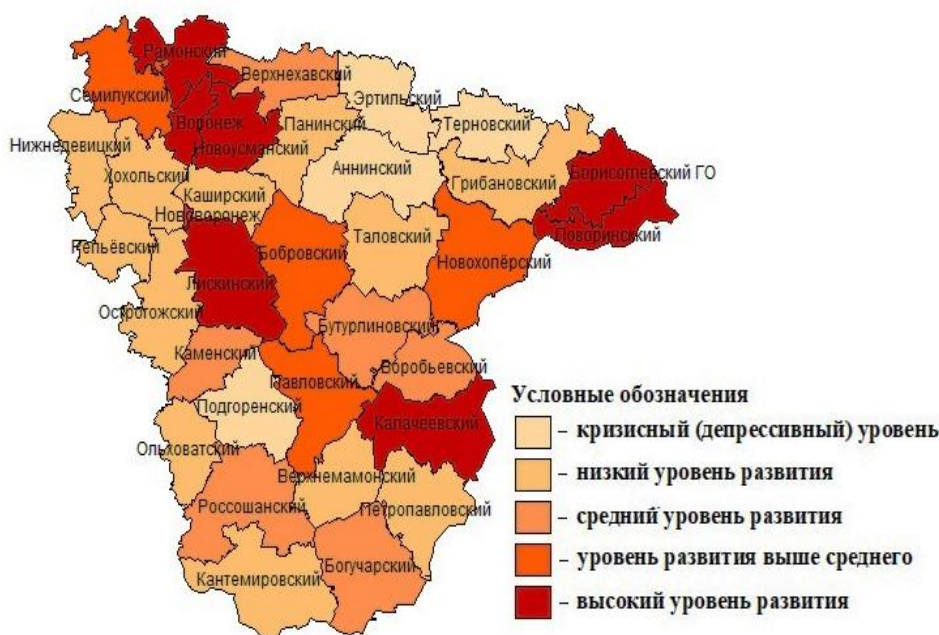 Рамонский
Верхнехавский
Семилукский
Эртильский
Воронеж
Панинский
Терновский
Нижнедевицкий
Новоусманский
Аннинский
Борисоглебский ГО
Хохольский
Грибановский
Каширский
Нововоронеж
Поворинский
Репьёвский
Бобровский
Таловский
Новохопёрский
Лискинский
Острогожский
Бутурлиновский
Каменский
Воробьевский
Павловский
Подгоренский
Калачеевский
Ольховатский
Верхнемамонский
Россошанский
Петропавловский
Кантемировский
Богучарский
Условные обозначения
– кризисный (депрессивный) уровень
– низкий уровень развития
– средний уровень развития
– уровень развития выше среднего
– высокий уровень развития